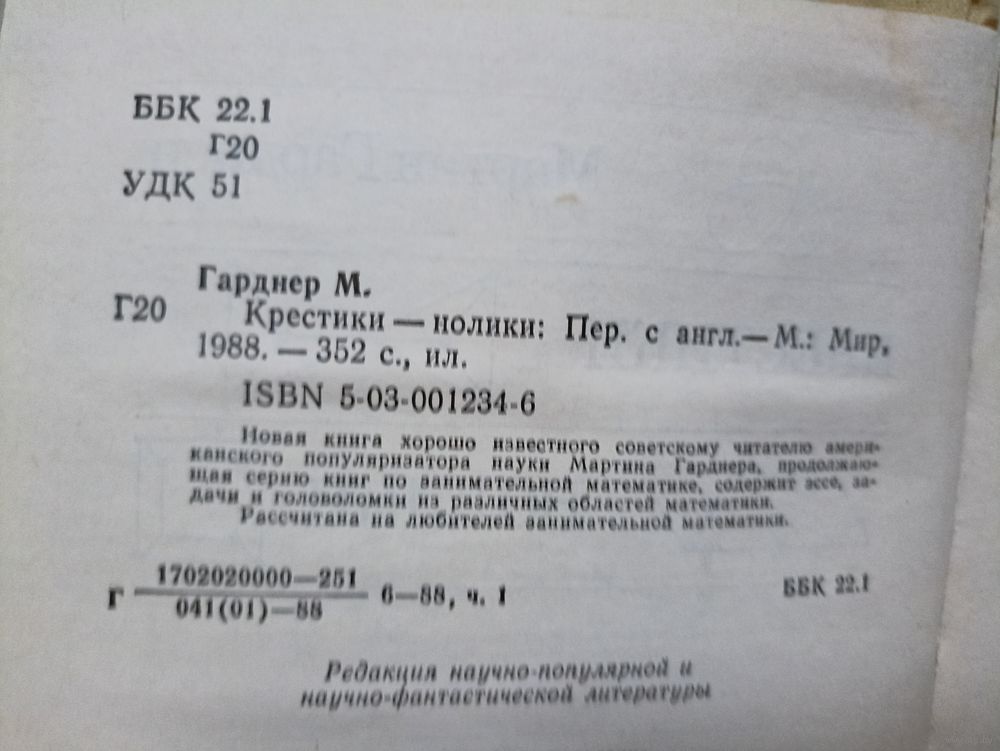 ББК 22.1
Г20
УДК 51
Гарднер М.
Г20 Крестики — нолики: Пер. с англ.— М.: Мир,
1988. — 352 с., ил.
ISBN 5-03-001234-6
Новая книга хорошо известного советскому читателю амери-
канского популяризатора науки Мартина Гарднера, продолжаю-
щая серию книг по занимательной математике, содержит эссе, за-
дачи и головоломки из различных областей математики.
Рассчитана на любителей занимательной математики.
Г 1702020000—251
041(01)—88
6—88, ч. 1
ББК 22.1
Редакция научно-популярной и
научно-фантастической литературы